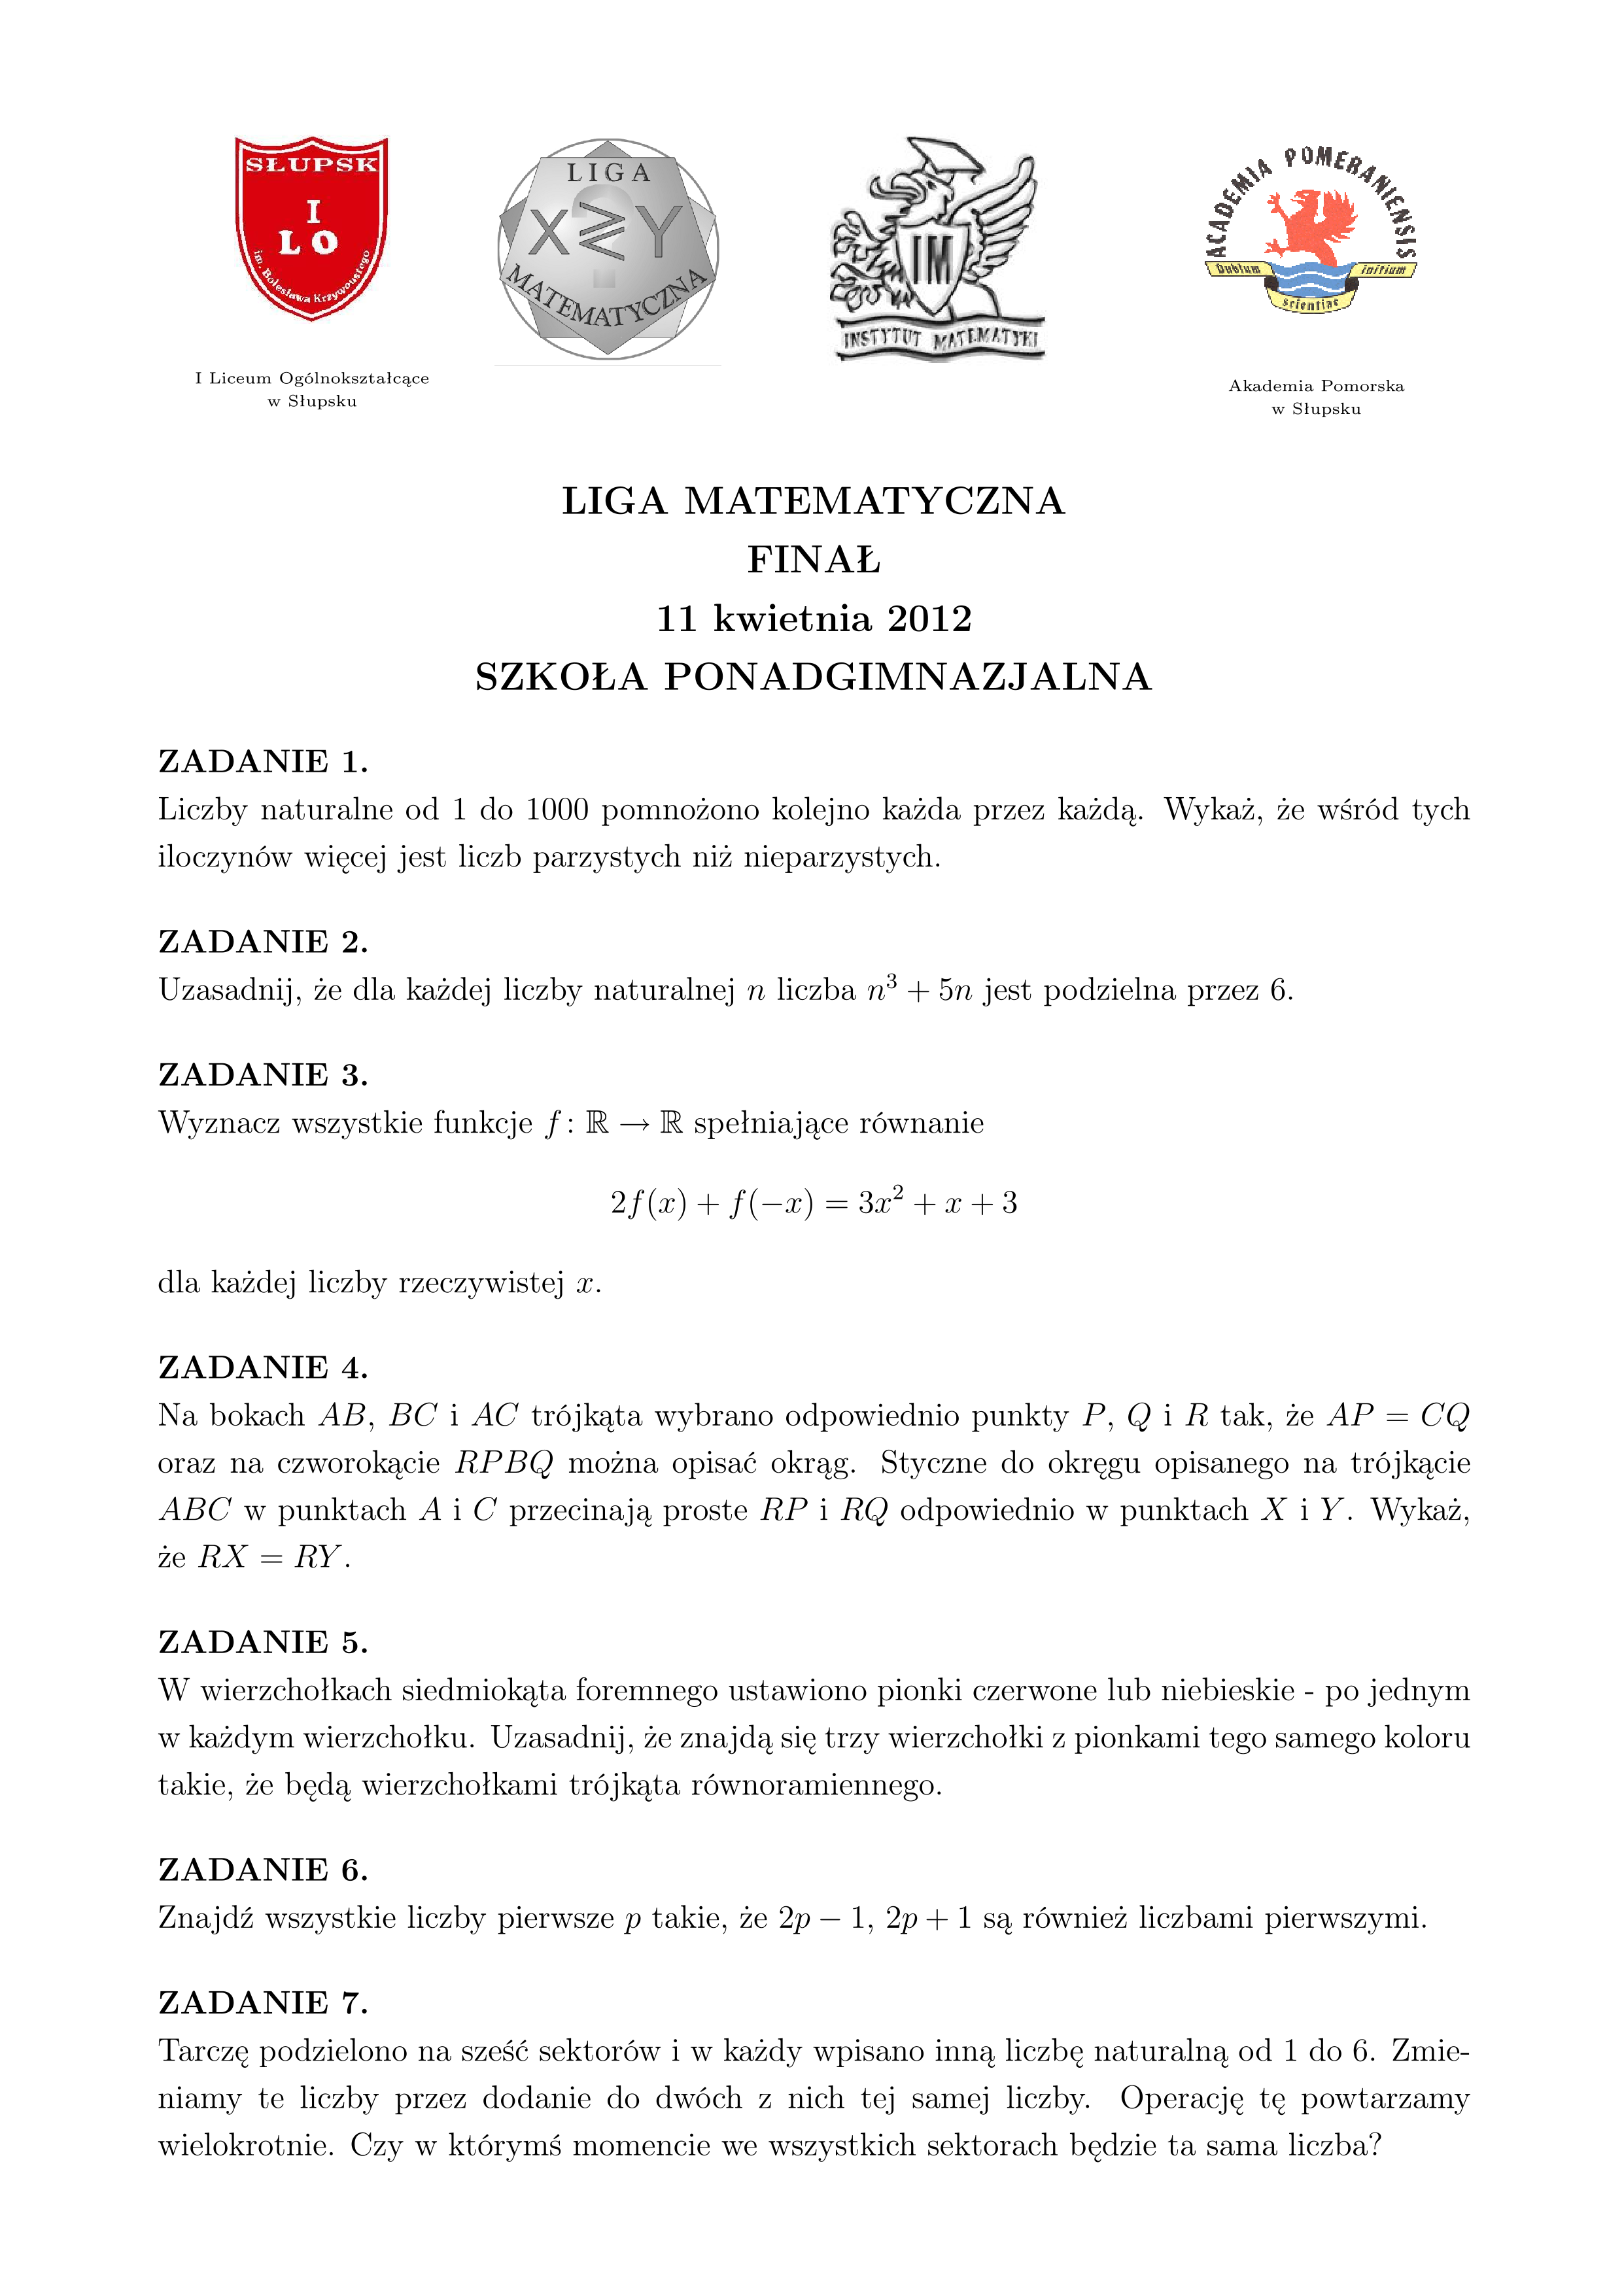 SŁUPSK
I
LO
im. Bolesława Krzywoustego
LIGA
X Y
MATEMATYCZNA
IM
INSTYTUT MATEMATYKI
ACADEMIA POMERANIENSIS
Dubium initium
scientiae
I Liceum Ogólnokształcące
w Słupsku
Akademia Pomorska
w Słupsku
LIGA MATEMATYCZNA
FINAŁ
11 kwietnia 2012
SZKOŁA PONADGIMNAZJALNA
ZADANIE 1.
Liczby naturalne od 1 do 1000 pomnożono kolejno każda przez każdą. Wykaż, że wśród tych
iloczynów więcej jest liczb parzystych niż nieparzystych.
ZADANIE 2.
Uzasadnij, że dla każdej liczby naturalnej n liczba n³ + 5n jest podzielna przez 6.
ZADANIE 3.
Wyznacz wszystkie funkcje f : ℝ → ℝ spełniające równanie
2f(x) + f(−x) = 3x² + x + 3
dla każdej liczby rzeczywistej x.
ZADANIE 4.
Na bokach AB, BC i AC trójkąta wybrano odpowiednio punkty P, Q i R tak, że AP = CQ
oraz na czworokącie RPBQ można opisać okrąg. Styczne do okręgu opisanego na trójkącie
ABC w punktach A i C przecinają proste RP i RQ odpowiednio w punktach X i Y. Wykaż,
że RX = RY.
ZADANIE 5.
W wierzchołkach siedmiokąta foremnego ustawiono pionki czerwone lub niebieskie - po jednym
w każdym wierzchołku. Uzasadnij, że znajdą się trzy wierzchołki z pionkami tego samego koloru
takie, że będą wierzchołkami trójkąta równoramiennego.
ZADANIE 6.
Znajdź wszystkie liczby pierwsze p takie, że 2p − 1, 2p + 1 są również liczbami pierwszymi.
ZADANIE 7.
Tarczę podzielono na sześć sektorów i w każdy wpisano inną liczbę naturalną od 1 do 6. Zmie-
niamy te liczby przez dodanie do dwóch z nich tej samej liczby. Operację tę powtarzamy
wielokrotnie. Czy w którymś momencie we wszystkich sektorach będzie ta sama liczba?